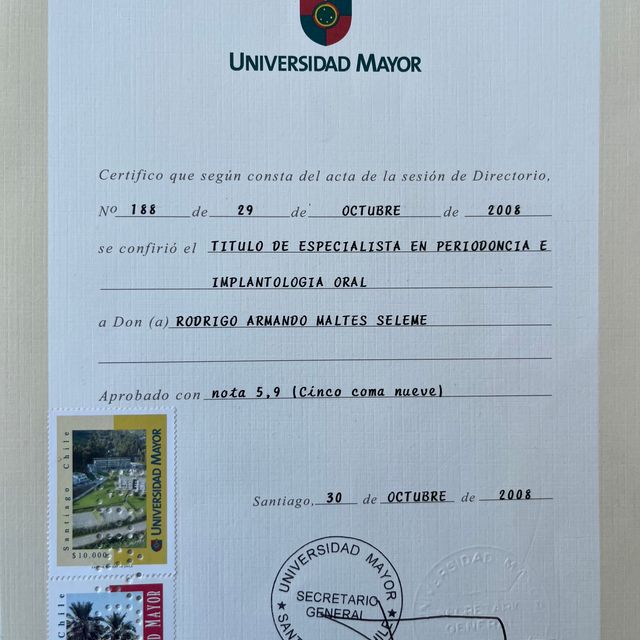 UNIVERSIDAD MAYOR
Certifico que según consta del acta de la sesión de Directorio,
Nº 188 de 29 de OCTUBRE de 2008
se confirió el TITULO DE ESPECIALISTA EN PERIODONCIA E
IMPLANTOLOGIA ORAL
a Don (a) RODRIGO ARMANDO MALTES SELEME
Aprobado con nota 5,9 (Cinco coma nueve)
Santiago, 30 de OCTUBRE de 2008
Santiago Chile
UNIVERSIDAD MAYOR
$10.000
Chile
MAYOR
UNIVERSIDAD MAYOR
SECRETARIO
GENERAL
UNIVERSIDAD M
SECRETARIO
GENERAL